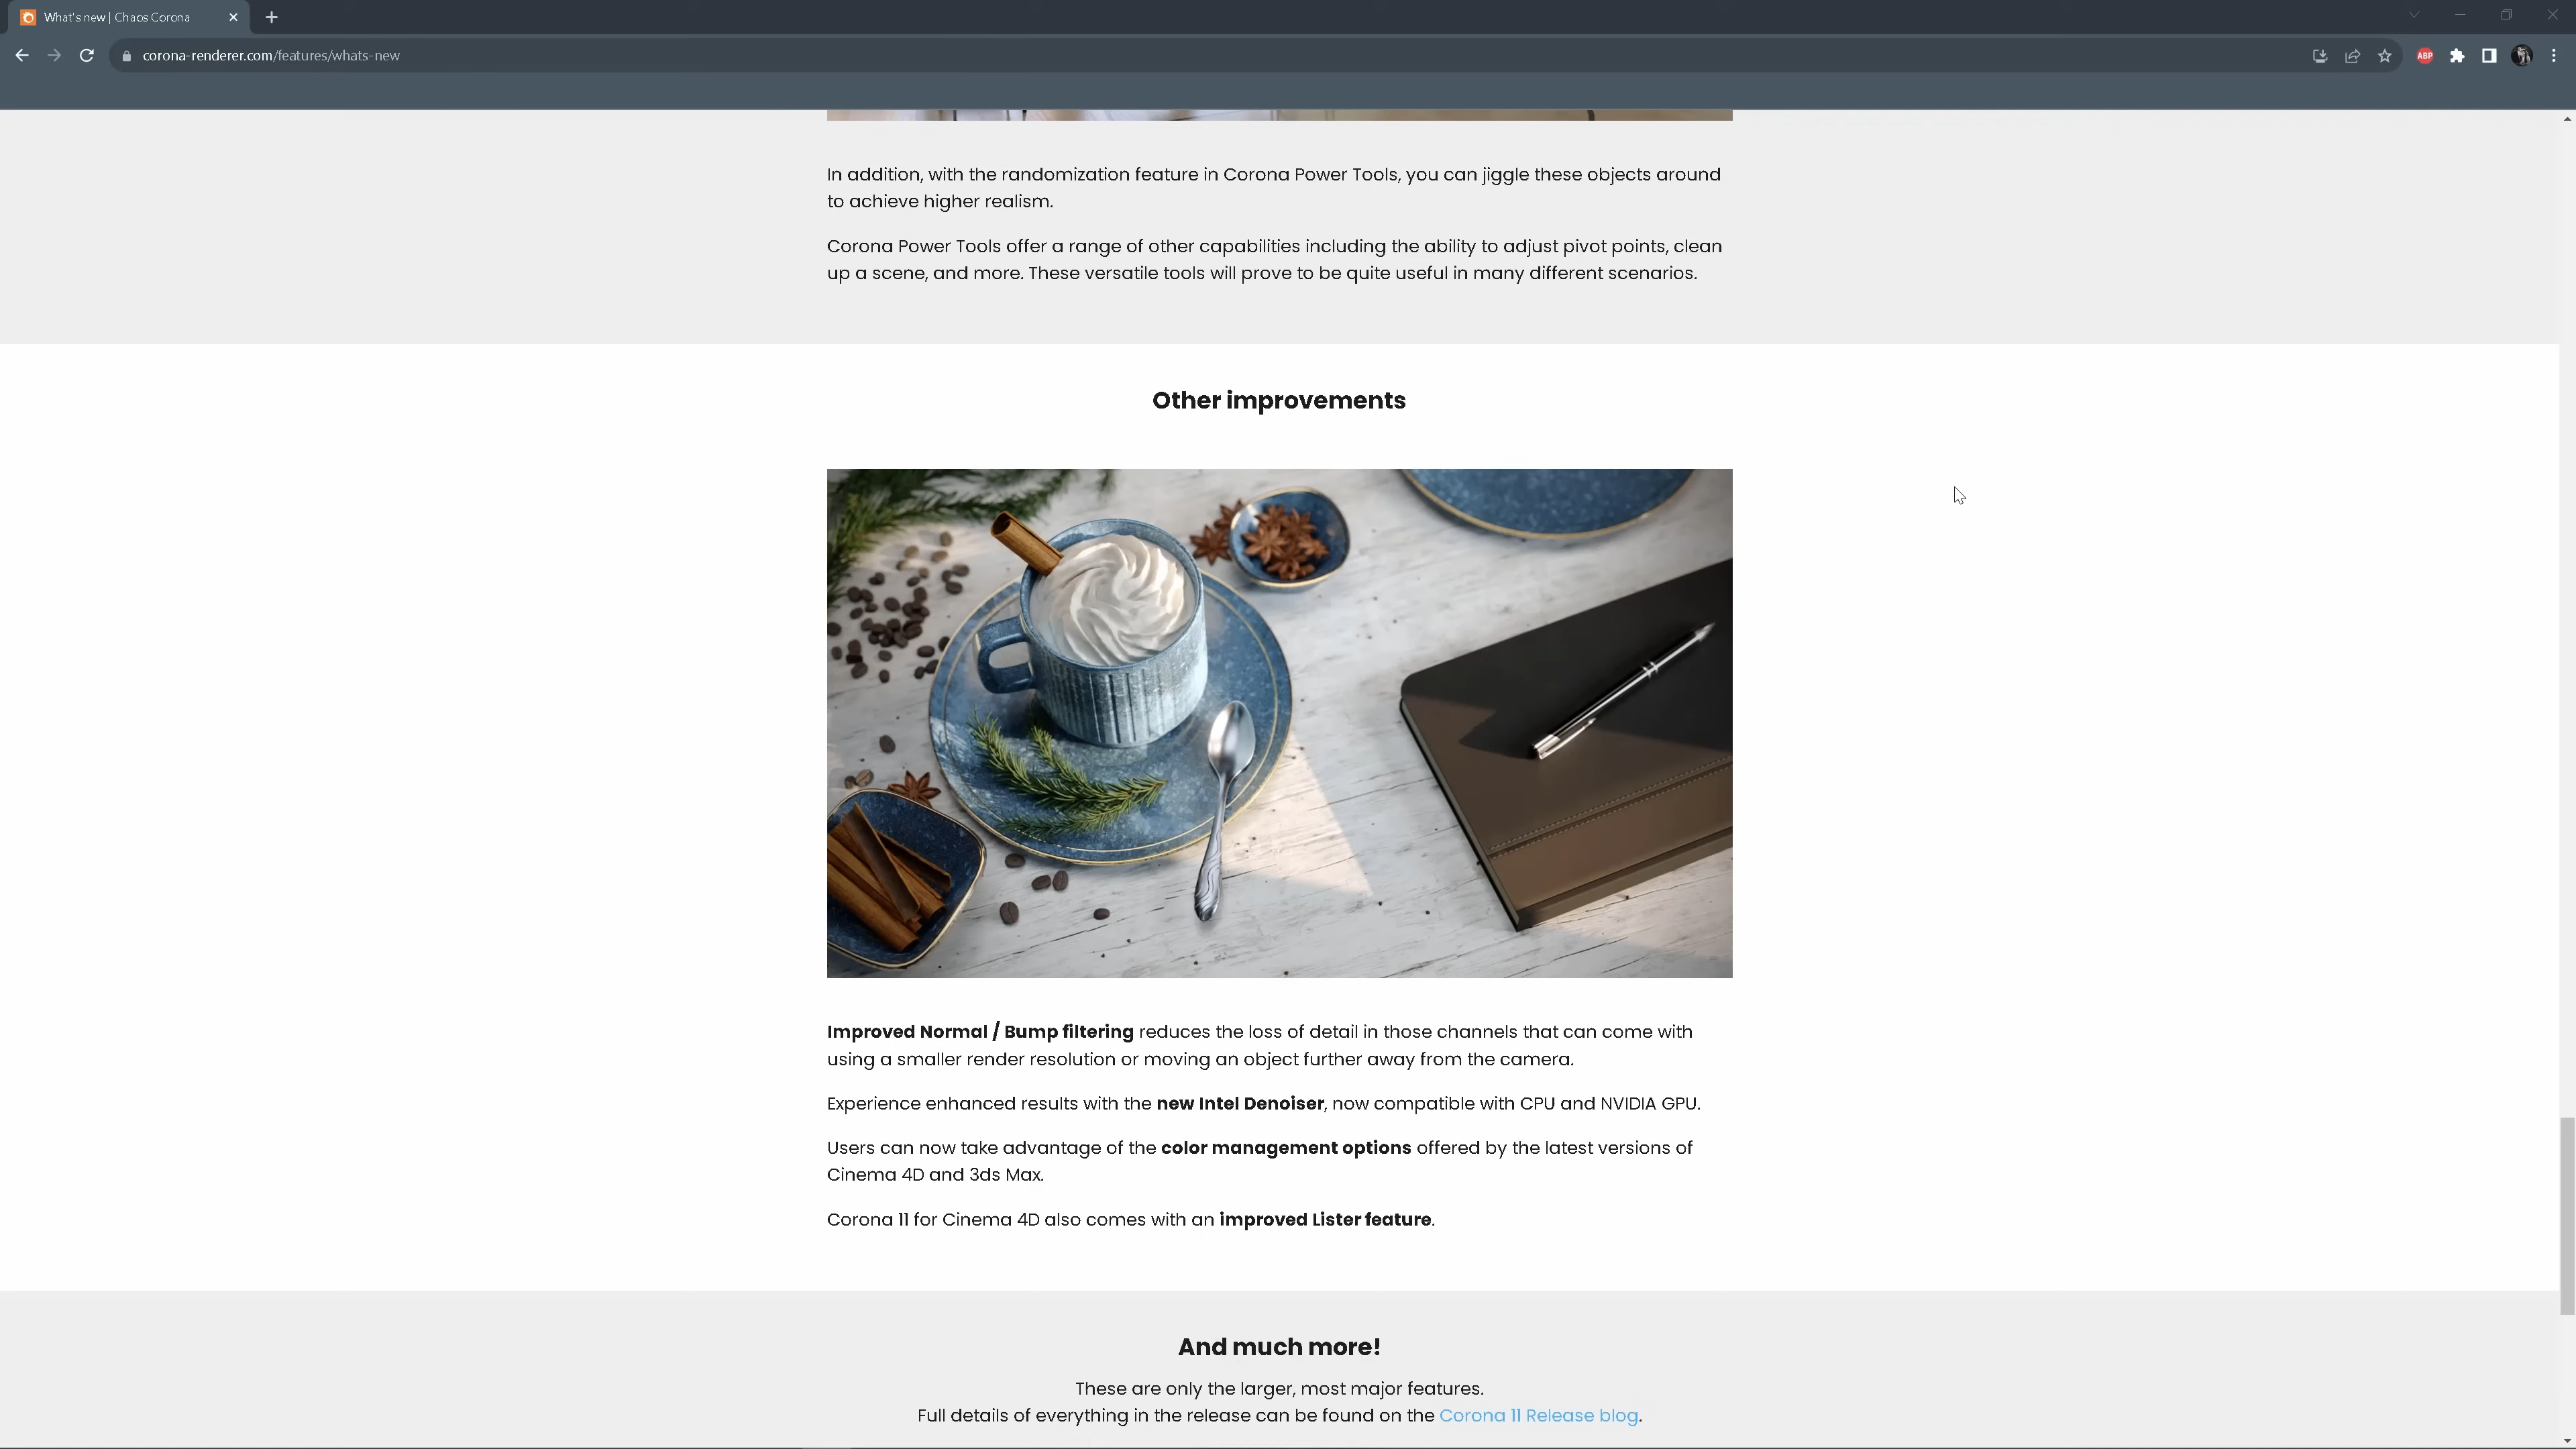 What's new | Chaos Corona
corona-renderer.com/features/whats-new
ABP
In addition, with the randomization feature in Corona Power Tools, you can jiggle these objects around
to achieve higher realism.
Corona Power Tools offer a range of other capabilities including the ability to adjust pivot points, clean
up a scene, and more. These versatile tools will prove to be quite useful in many different scenarios.
Other improvements
Improved Normal / Bump filtering reduces the loss of detail in those channels that can come with
using a smaller render resolution or moving an object further away from the camera.
Experience enhanced results with the new Intel Denoiser, now compatible with CPU and NVIDIA GPU.
Users can now take advantage of the color management options offered by the latest versions of
Cinema 4D and 3ds Max.
Corona 11 for Cinema 4D also comes with an improved Lister feature.
And much more!
These are only the larger, most major features.
Full details of everything in the release can be found on the Corona 11 Release blog.